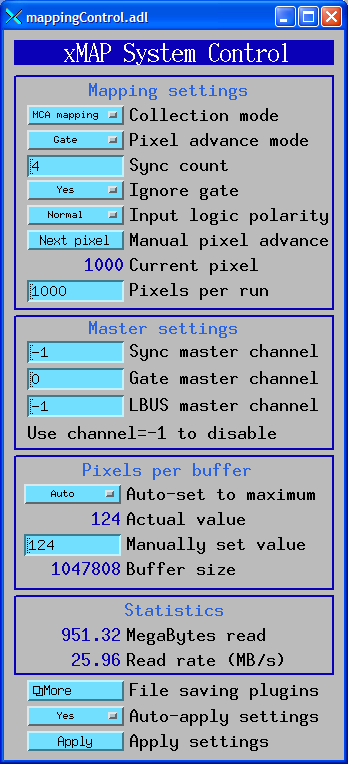 mappingControl.adl
xMAP System Control
Mapping settings
MCA mapping Collection mode
Gate Pixel advance mode
4 Sync count
Yes Ignore gate
Normal Input logic polarity
Next pixel Manual pixel advance
1000 Current pixel
1000 Pixels per run
Master settings
-1 Sync master channel
0 Gate master channel
-1 LBUS master channel
Use channel=-1 to disable
Pixels per buffer
Auto Auto-set to maximum
124 Actual value
124 Manually set value
1047808 Buffer size
Statistics
951.32 MegaBytes read
25.96 Read rate (MB/s)
More File saving plugins
Yes Auto-apply settings
Apply Apply settings